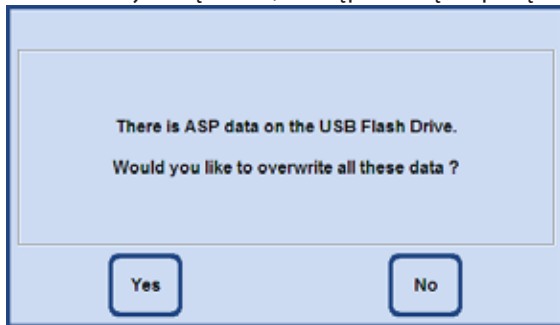 There is ASP data on the USB Flash Drive.
Would you like to overwrite all these data ?
Yes
No